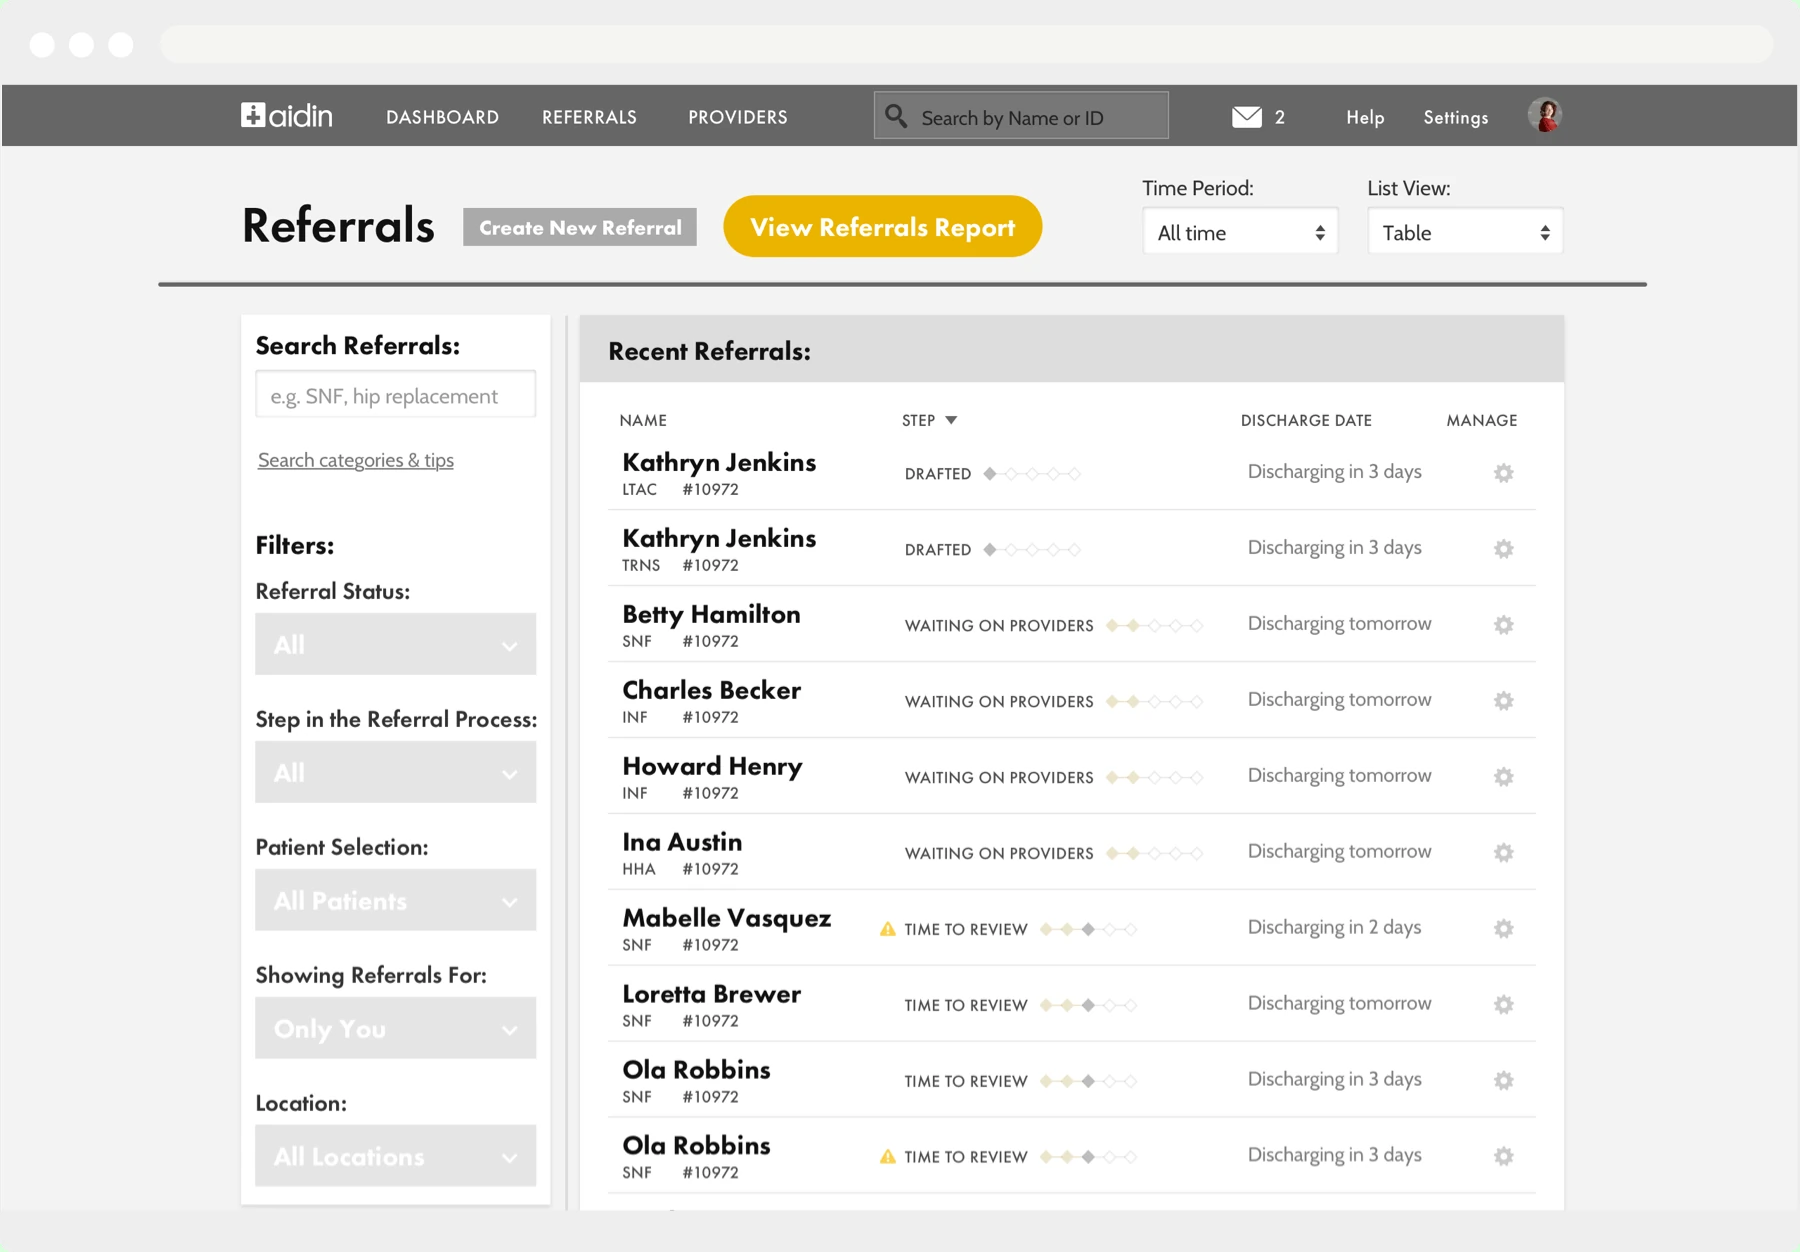 aidin DASHBOARD REFERRALS PROVIDERS Search by Name or ID 2 Help Settings
Referrals Create New Referral View Referrals Report
Time Period: List View:
All time Table
Search Referrals:
e.g. SNF, hip replacement
Search categories & tips
Filters:
Referral Status:
All
Step in the Referral Process:
All
Patient Selection:
All Patients
Showing Referrals For:
Only You
Location:
All Locations
Recent Referrals:
NAME STEP DISCHARGE DATE MANAGE
Kathryn Jenkins
LTAC #10972
DRAFTED Discharging in 3 days
Kathryn Jenkins
TRNS #10972
DRAFTED Discharging in 3 days
Betty Hamilton
SNF #10972
WAITING ON PROVIDERS Discharging tomorrow
Charles Becker
INF #10972
WAITING ON PROVIDERS Discharging tomorrow
Howard Henry
INF #10972
WAITING ON PROVIDERS Discharging tomorrow
Ina Austin
HHA #10972
WAITING ON PROVIDERS Discharging tomorrow
Mabelle Vasquez
SNF #10972
TIME TO REVIEW Discharging in 2 days
Loretta Brewer
SNF #10972
TIME TO REVIEW Discharging tomorrow
Ola Robbins
SNF #10972
TIME TO REVIEW Discharging in 3 days
Ola Robbins
SNF #10972
TIME TO REVIEW Discharging in 3 days